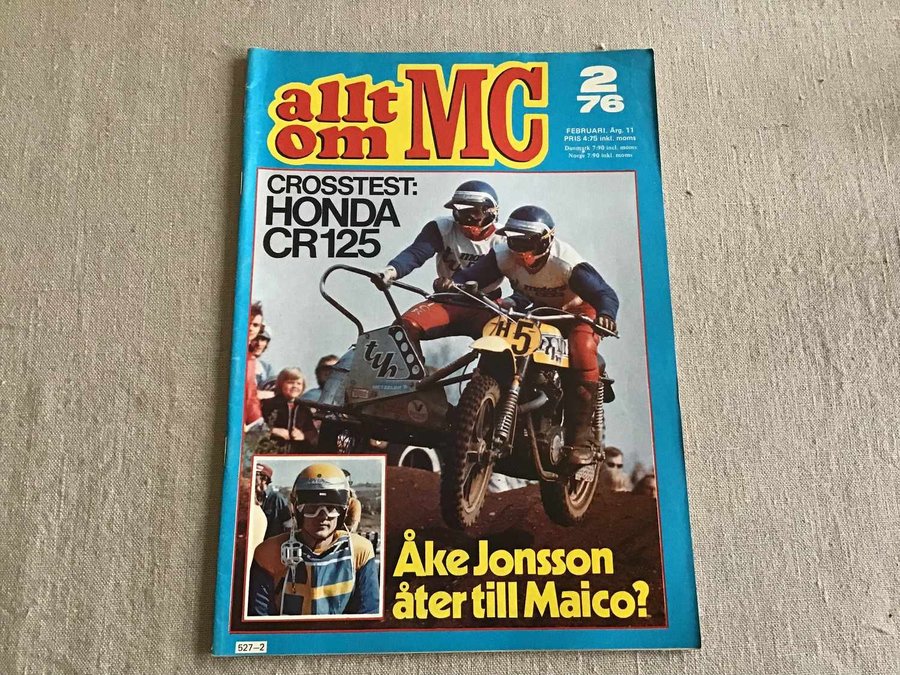 allt
om
MC
2
76
FEBRUARI. Årg. 11
PRIS 4:75 inkl. moms
Danmark 7:90 incl. moms
Norge 7:90 inkl. moms
CROSSTEST:
HONDA
CR125
H5
tyh
Åke Jonsson
åter till Maico?
527–2